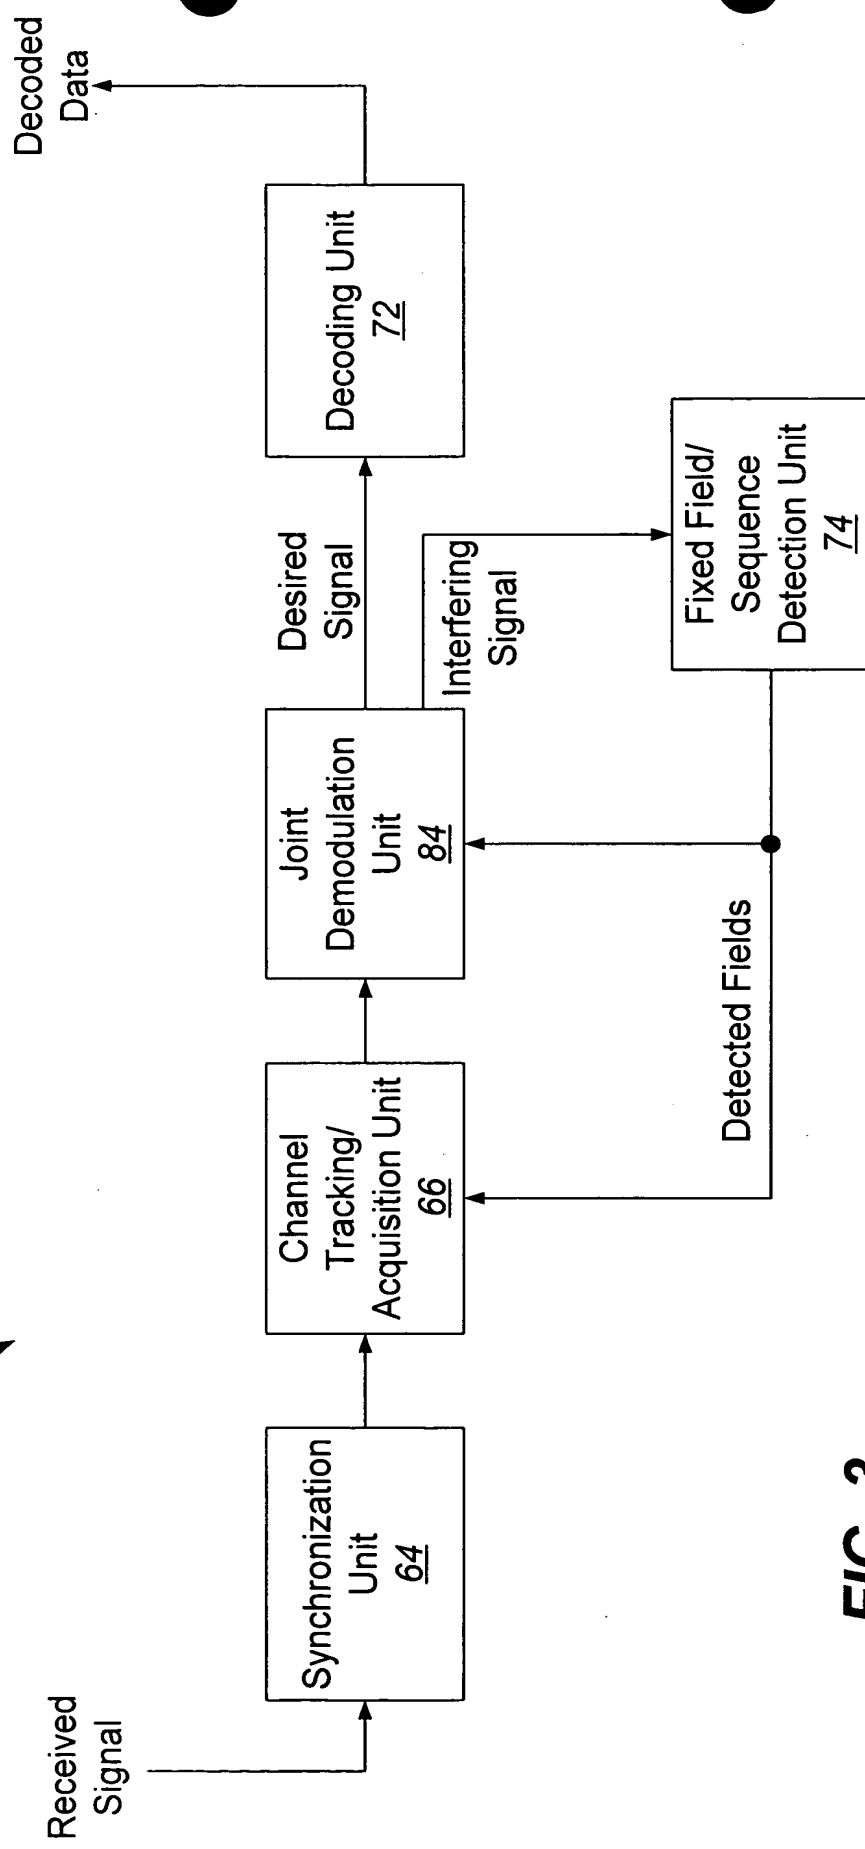 Received
Signal
Synchronization
Unit
64
Channel
Tracking/
Acquisition Unit
66
Joint
Demodulation
Unit
84
Desired
Signal
Interfering
Signal
Decoding Unit
72
Decoded
Data
Fixed Field/
Sequence
Detection Unit
74
Detected Fields